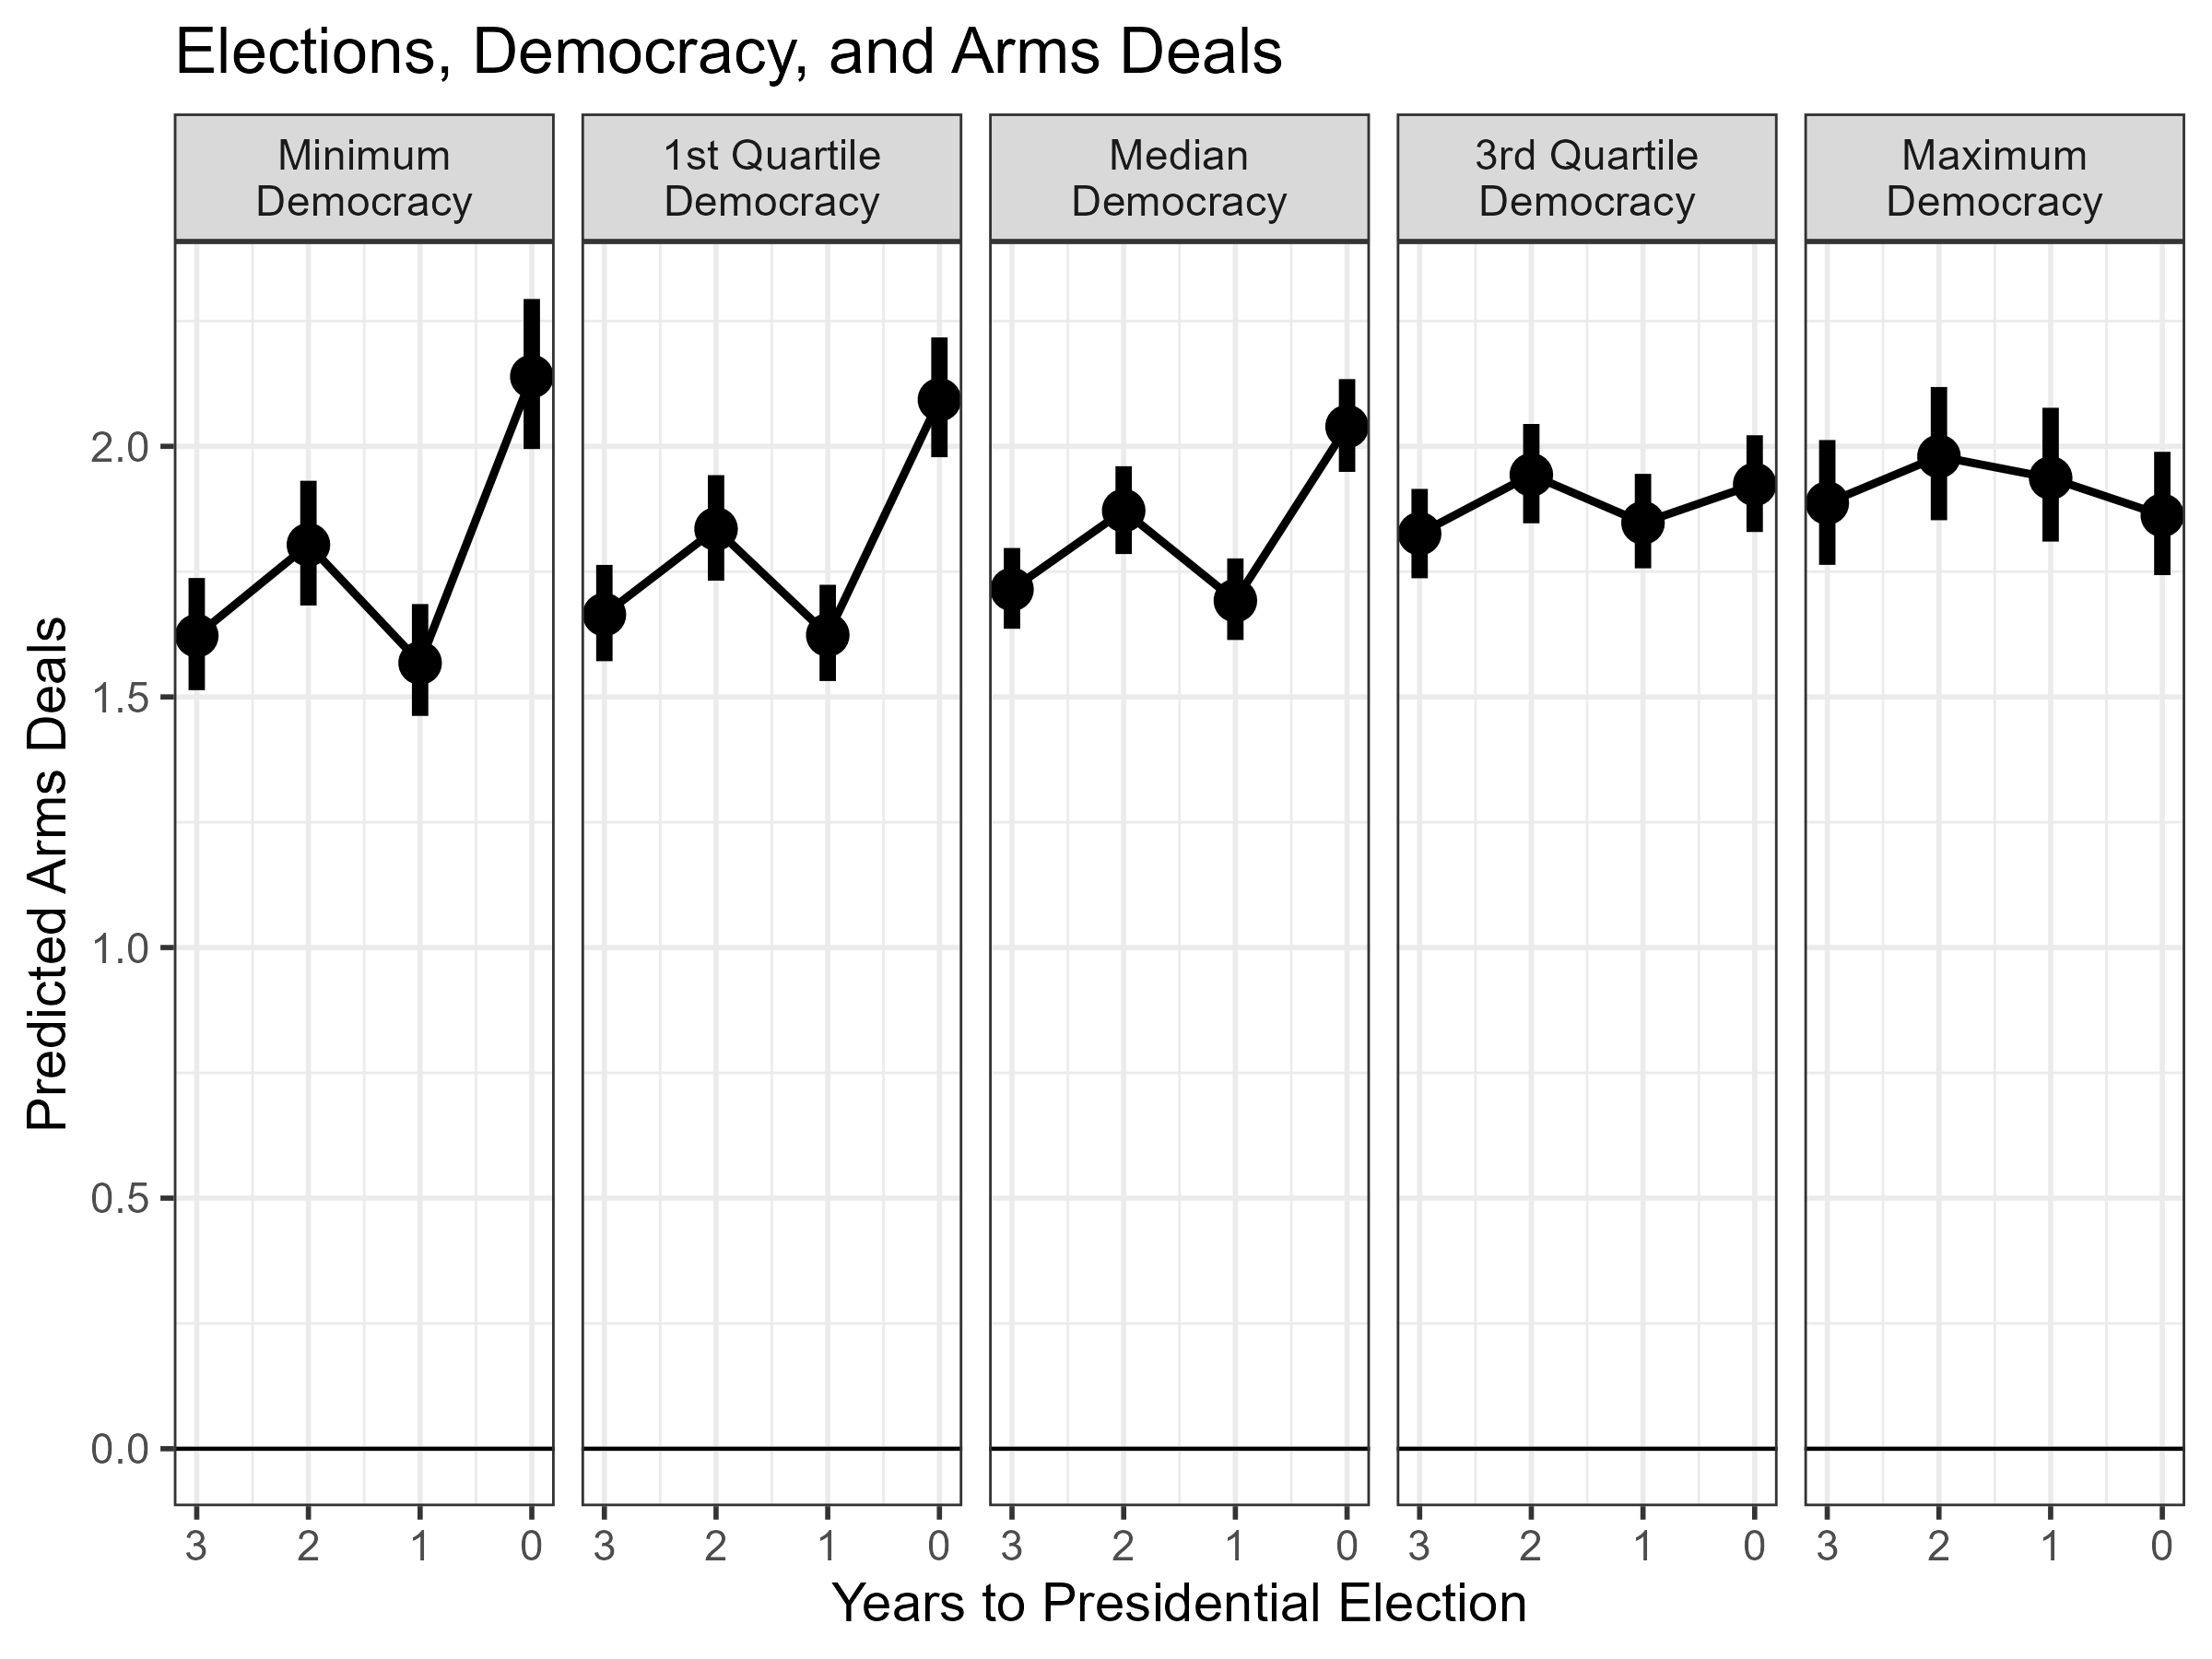 Elections, Democracy, and Arms Deals
Minimum
Democracy
1st Quartile
Democracy
Median
Democracy
3rd Quartile
Democracy
Maximum
Democracy
Predicted Arms Deals
2.0
1.5
1.0
0.5
0.0
3 2 1 0 3 2 1 0 3 2 1 0 3 2 1 0 3 2 1 0
Years to Presidential Election